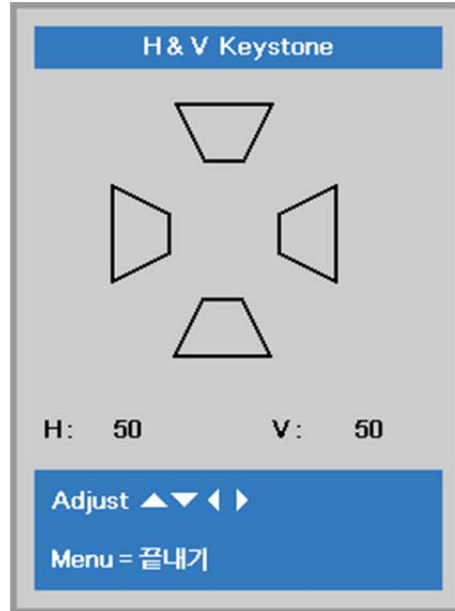 H & V Keystone
H: 50 V: 50
Adjust ▲▼◀▶
Menu = 끝내기